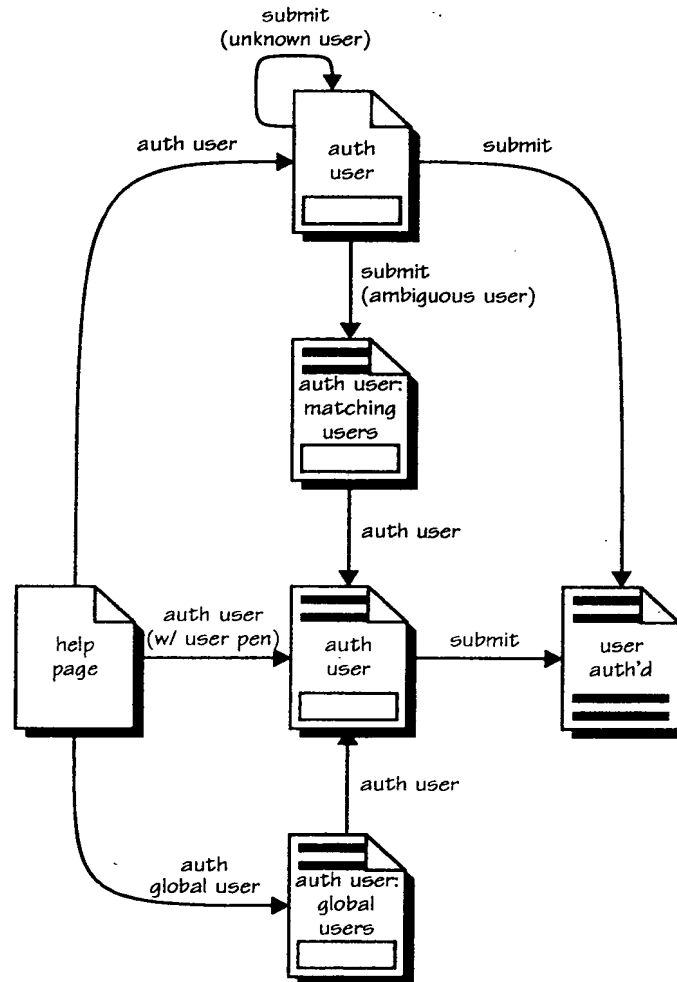 submit
(unknown user)
auth user
auth
user
submit
submit
(ambiguous user)
auth user:
matching
users
auth user
help
page
auth user
(w/ user pen)
auth
user
submit
user
auth'd
auth user
auth
global user
auth user:
global
users